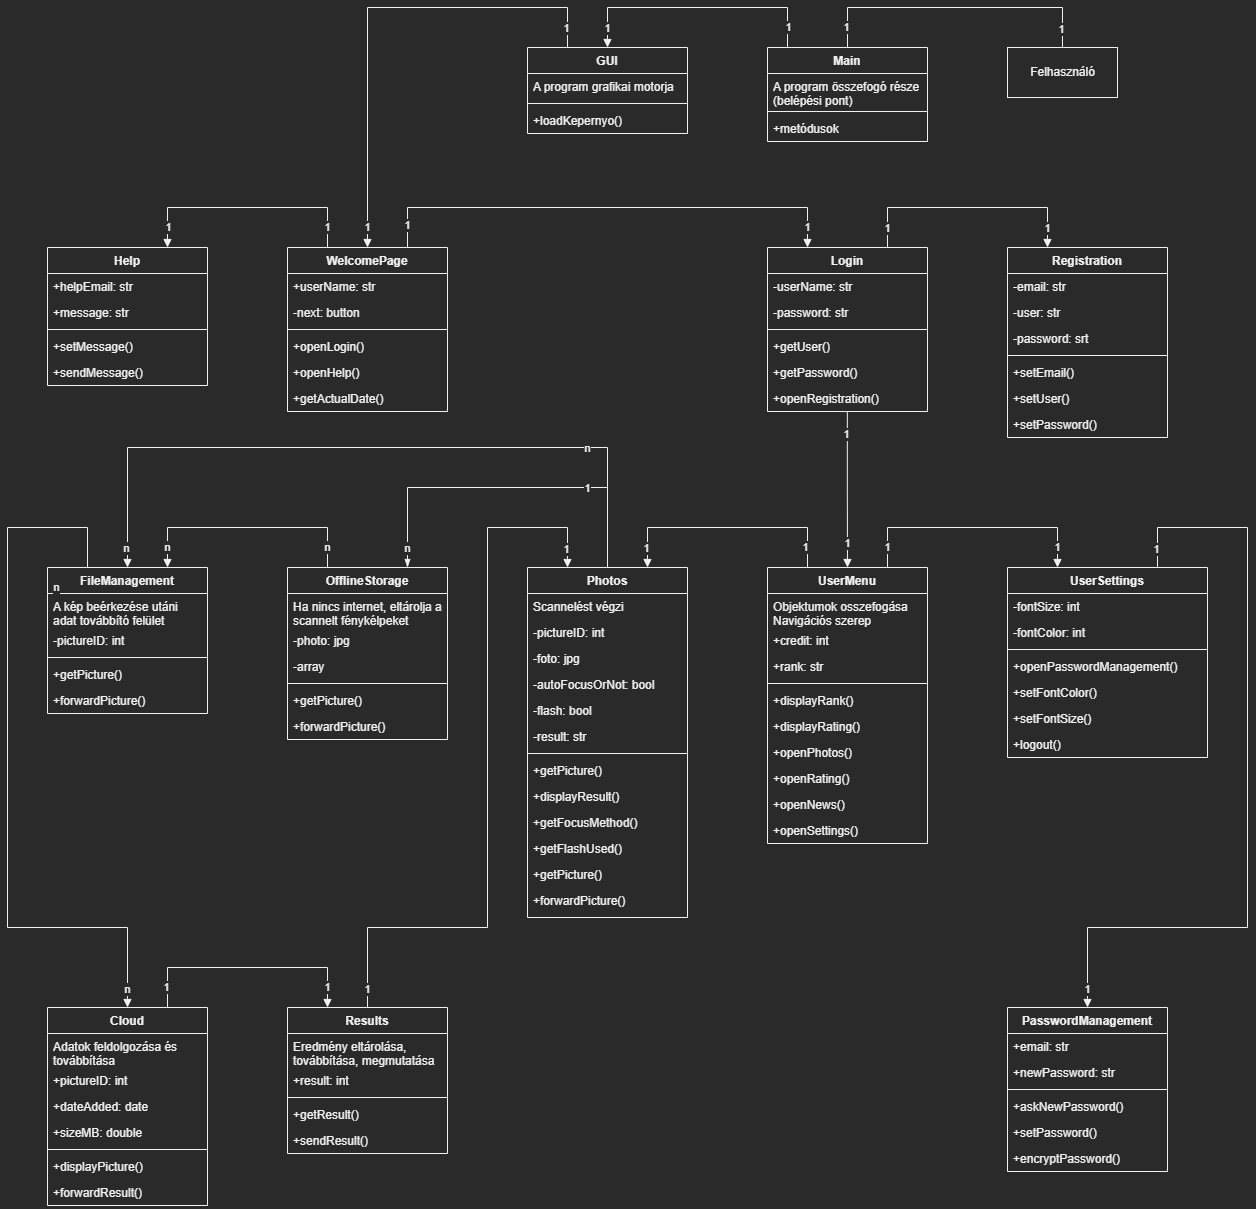 1
1
1
1
1
GUI
A program grafikai motorja
+loadKepernyo()
Main
A program összefogó része
(belépési pont)
+metódusok
Felhasználó
1
1
1
1
1
1
1
Help
+helpEmail: str
+message: str
+setMessage()
+sendMessage()
WelcomePage
+userName: str
-next: button
+openLogin()
+openHelp()
+getActualDate()
Login
-userName: str
-password: str
+getUser()
+getPassword()
+openRegistration()
Registration
-email: str
-user: str
-password: srt
+setEmail()
+setUser()
+setPassword()
1
n
1
n
n
n
n
1
1
1
1
1
1
1
FileManagement
n
A kép beérkezése utáni
adat továbbító felület
-pictureID: int
+getPicture()
+forwardPicture()
OfflineStorage
Ha nincs internet, eltárolja a
scannelt fénykélpeket
-photo: jpg
-array
+getPicture()
+forwardPicture()
Photos
Scannelést végzi
-pictureID: int
-foto: jpg
-autoFocusOrNot: bool
-flash: bool
-result: str
+getPicture()
+displayResult()
+getFocusMethod()
+getFlashUsed()
+getPicture()
+forwardPicture()
UserMenu
Objektumok osszefogása
Navigációs szerep
+credit: int
+rank: str
+displayRank()
+displayRating()
+openPhotos()
+openRating()
+openNews()
+openSettings()
UserSettings
-fontSize: int
-fontColor: int
+openPasswordManagement()
+setFontColor()
+setFontSize()
+logout()
n
1
1
1
1
Cloud
Adatok feldolgozása és
továbbítása
+pictureID: int
+dateAdded: date
+sizeMB: double
+displayPicture()
+forwardResult()
Results
Eredmény eltárolása,
továbbítása, megmutatása
+result: int
+getResult()
+sendResult()
PasswordManagement
+email: str
+newPassword: str
+askNewPassword()
+setPassword()
+encryptPassword()